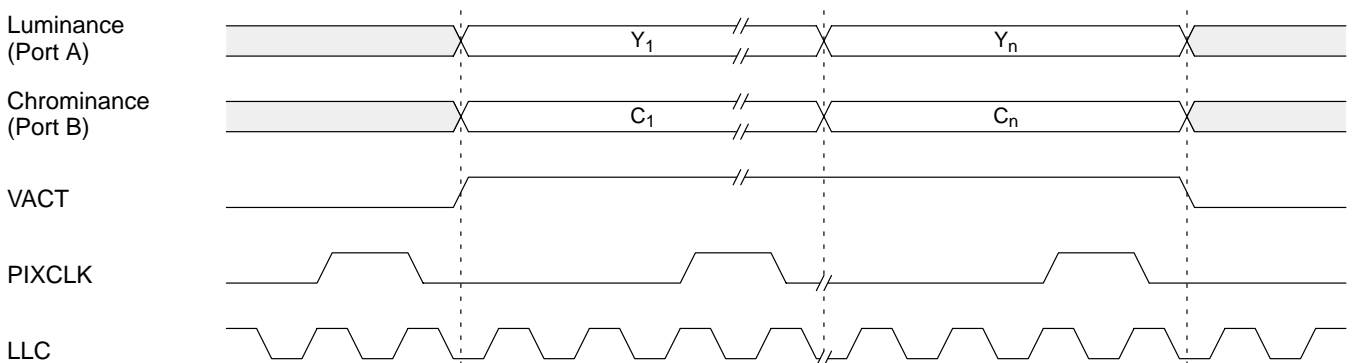 Luminance
(Port A)
Y1
Yn
Chrominance
(Port B)
C1
Cn
VACT
PIXCLK
LLC